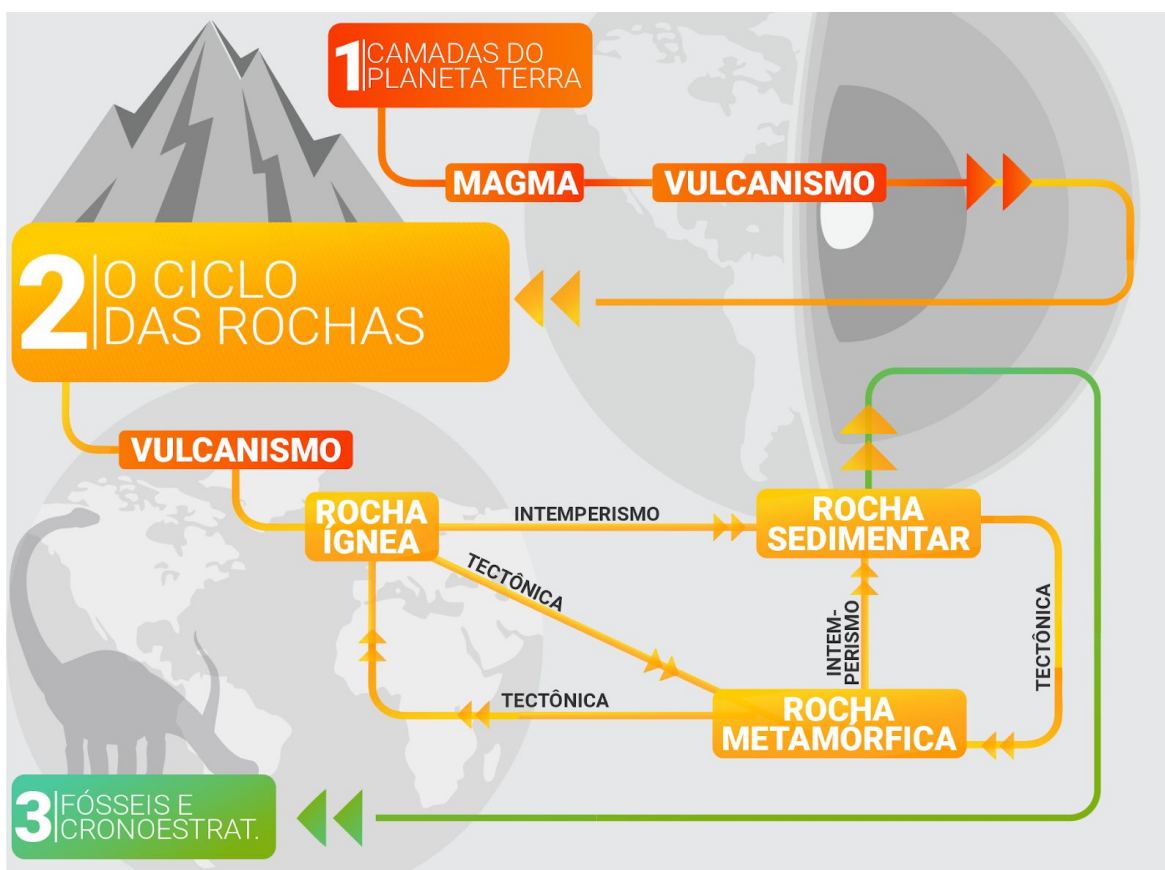 1 CAMADAS DO
PLANETA TERRA
MAGMA
VULCANISMO
2 O CICLO
DAS ROCHAS
VULCANISMO
ROCHA
ÍGNEA
INTEMPERISMO
ROCHA
SEDIMENTAR
TECTÔNICA
INTEM-
PERISMO
TECTÔNICA
TECTÔNICA
ROCHA
METAMÓRFICA
3 FÓSSEIS E
CRONOESTRAT.